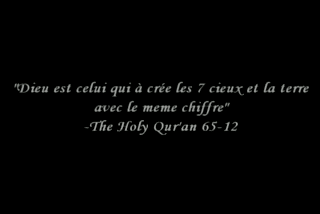 "Dieu est celui qui à crée les 7 cieux et la terre
avec le meme chiffre"
-The Holy Qur'an 65-12